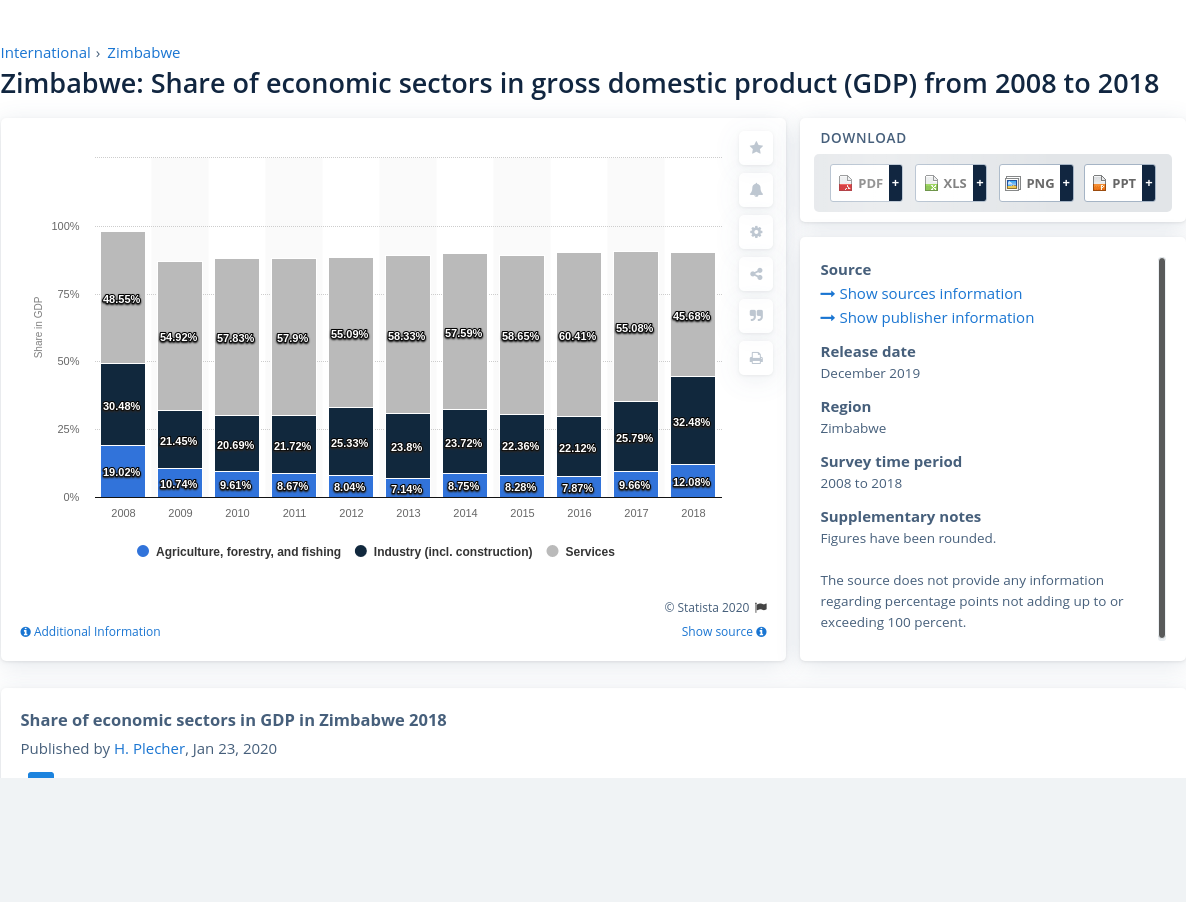 International › Zimbabwe
Zimbabwe: Share of economic sectors in gross domestic product (GDP) from 2008 to 2018
DOWNLOAD
PDF + XLS + PNG + PPT +
Share in GDP
100%
75%
50%
25%
0%
48.55% 54.92% 57.83% 57.9% 55.09% 58.33% 57.59% 58.65% 60.41% 55.08% 45.68%
30.48% 21.45% 20.69% 21.72% 25.33% 23.8% 23.72% 22.36% 22.12% 25.79% 32.48%
19.02% 10.74% 9.61% 8.67% 8.04% 7.14% 8.75% 8.28% 7.87% 9.66% 12.08%
2008 2009 2010 2011 2012 2013 2014 2015 2016 2017 2018
Agriculture, forestry, and fishing Industry (incl. construction) Services
© Statista 2020
Additional Information
Show source
Source
Show sources information
Show publisher information
Release date
December 2019
Region
Zimbabwe
Survey time period
2008 to 2018
Supplementary notes
Figures have been rounded.
The source does not provide any information
regarding percentage points not adding up to or
exceeding 100 percent.
Share of economic sectors in GDP in Zimbabwe 2018
Published by H. Plecher, Jan 23, 2020